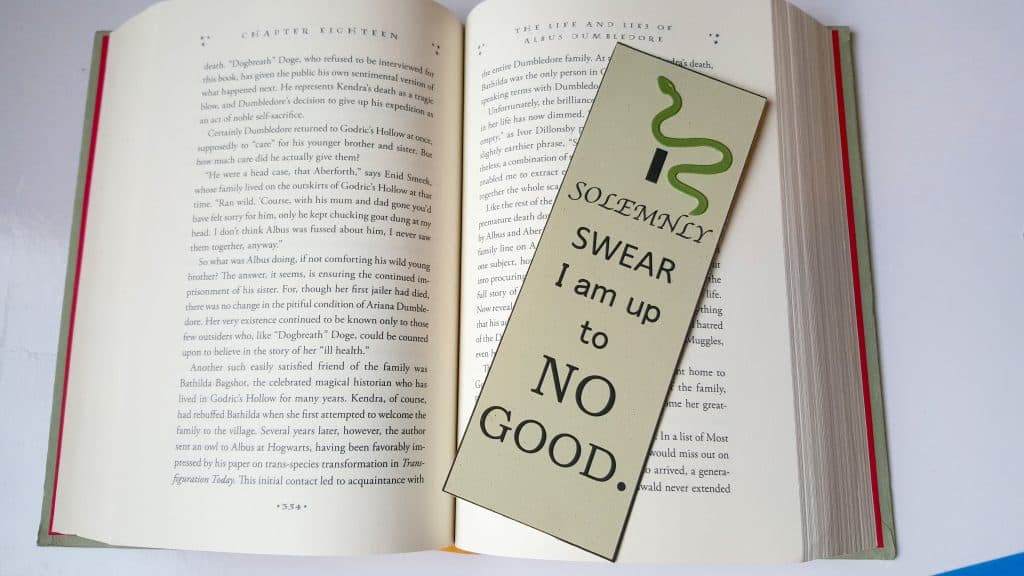 CHAPTER EIGHTEEN
death. "Dogbreath" Doge, who refused to be interviewed for
this book, has given the public his own sentimental version of
what happened next. He represents Kendra's death as a tragic
blow, and Dumbledore's decision to give up his expedition as
an act of noble self-sacrifice.
Certainly Dumbledore returned to Godric's Hollow at once,
supposedly to "care" for his younger brother and sister. But
how much care did he actually give them?
"He were a head case, that Aberforth," says Enid Smeek,
whose family lived on the outskirts of Godric's Hollow at that
time. "Ran wild. 'Course, with his mum and dad gone you'd
have felt sorry for him, only he kept chucking goat dung at my
head. I don't think Albus was fussed about him, I never saw
them together, anyway."
So what was Albus doing, if not comforting his wild young
brother? The answer, it seems, is ensuring the continued im-
prisonment of his sister. For, though her first jailer had died,
there was no change in the pitiful condition of Ariana Dumble-
dore. Her very existence continued to be known only to those
few outsiders who, like "Dogbreath" Doge, could be counted
upon to believe in the story of her "ill health."
Another such easily satisfied friend of the family was
Bathilda Bagshot, the celebrated magical historian who has
lived in Godric's Hollow for many years. Kendra, of course,
had rebuffed Bathilda when she first attempted to welcome the
family to the village. Several years later, however, the author
sent an owl to Albus at Hogwarts, having been favorably im-
pressed by his paper on trans-species transformation in Trans-
figuration Today. This initial contact led to acquaintance with
334
THE LIFE AND LIES OF
ALBUS DUMBLEDORE
the entire Dumbledore family. At death,
Bathilda was the only person in
speaking terms with
Unfortunately, the
in her life has now dimmed.
empty," as Ivor Dillonsby
slightly earthier phrase,
theless, a combination of
enabled me to extract
together the whole
Like the rest of the
premature death
by Albus and
family line on
one subject,
into procuring the
full story of life.
Now
that his hatred
of the Muggles,
even
home to
the family,
her great-
In a list of Most
would miss out on
arrived, a genera-
never extended
I
SOLEMNLY
SWEAR
I am up
to
NO
GOOD.